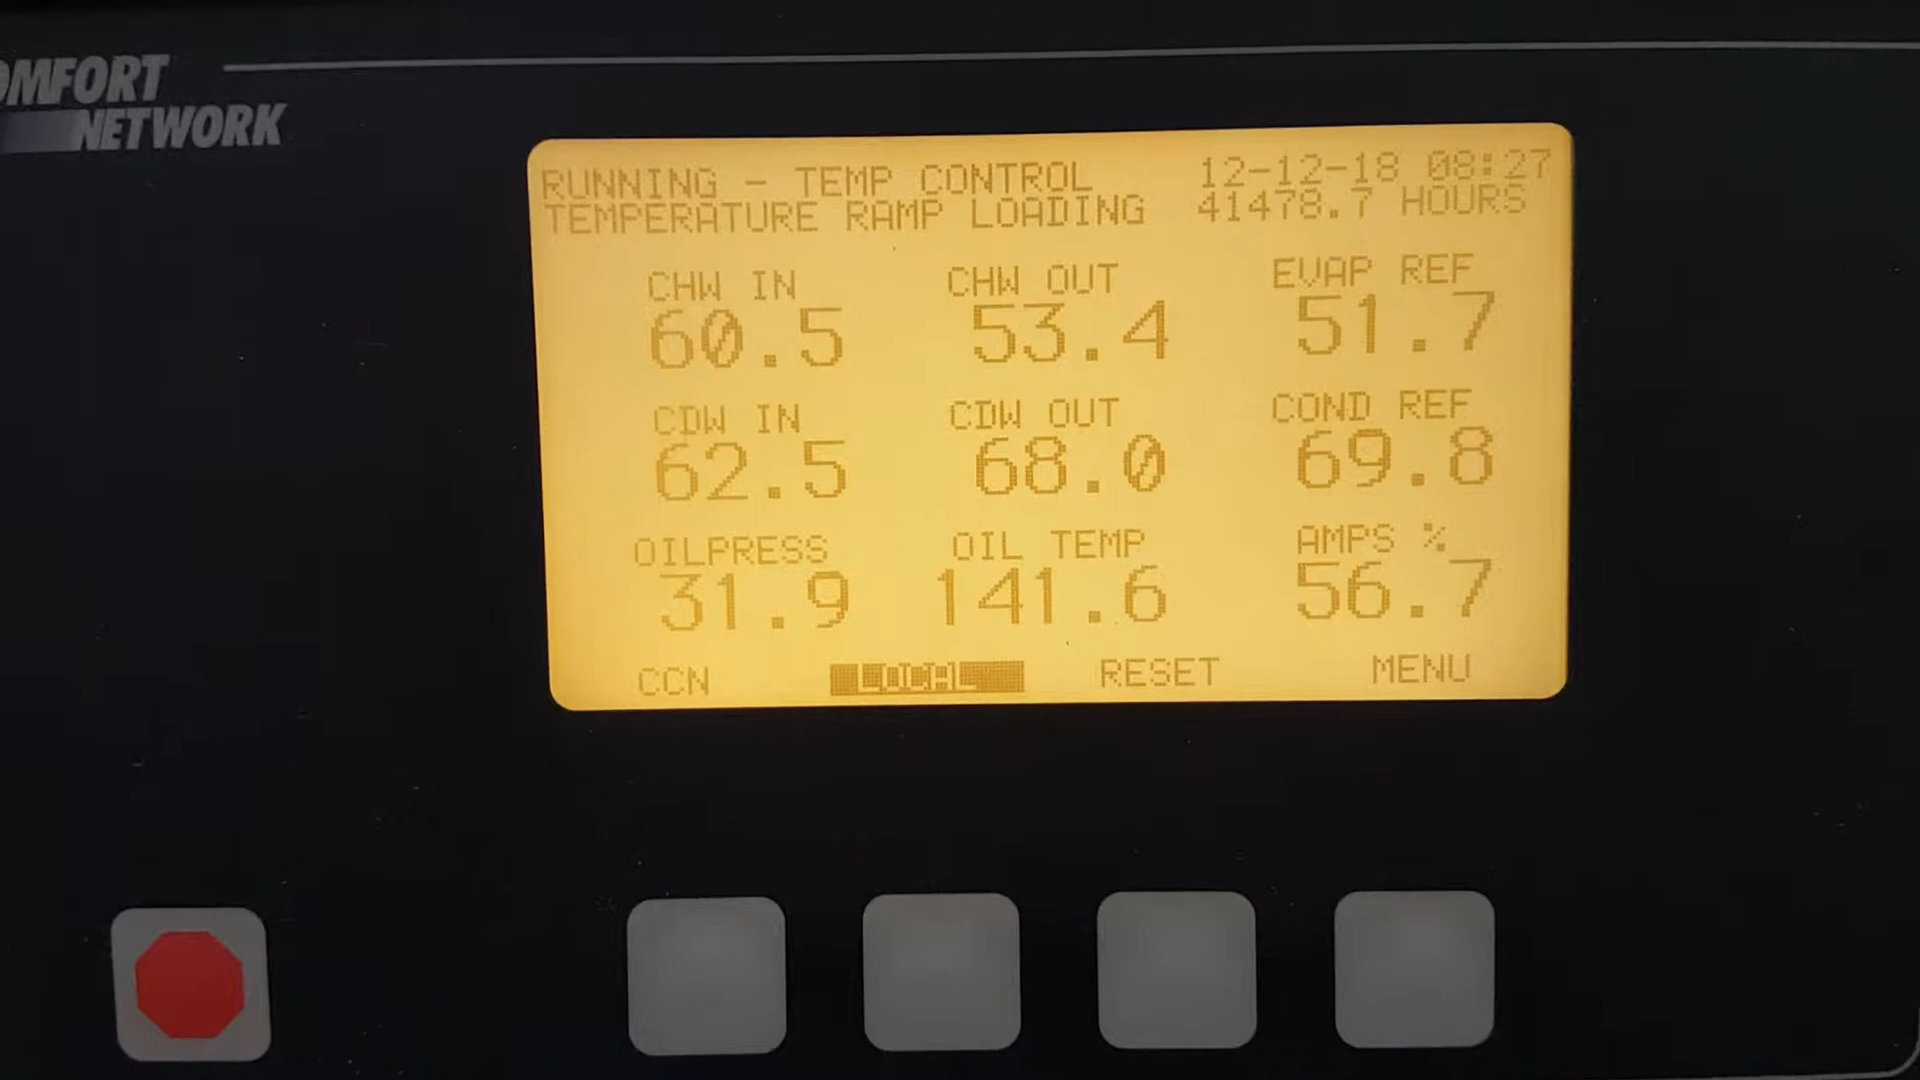 OMFORT
NETWORK
RUNNING - TEMP CONTROL 12-12-18 08:27
TEMPERATURE RAMP LOADING 41478.7 HOURS
CHW IN CHW OUT EVAP REF
60.5 53.4 51.7
CDW IN CDW OUT COND REF
62.5 68.0 69.8
OILPRESS OIL TEMP AMPS %
31.9 141.6 56.7
CCN LOCAL RESET MENU